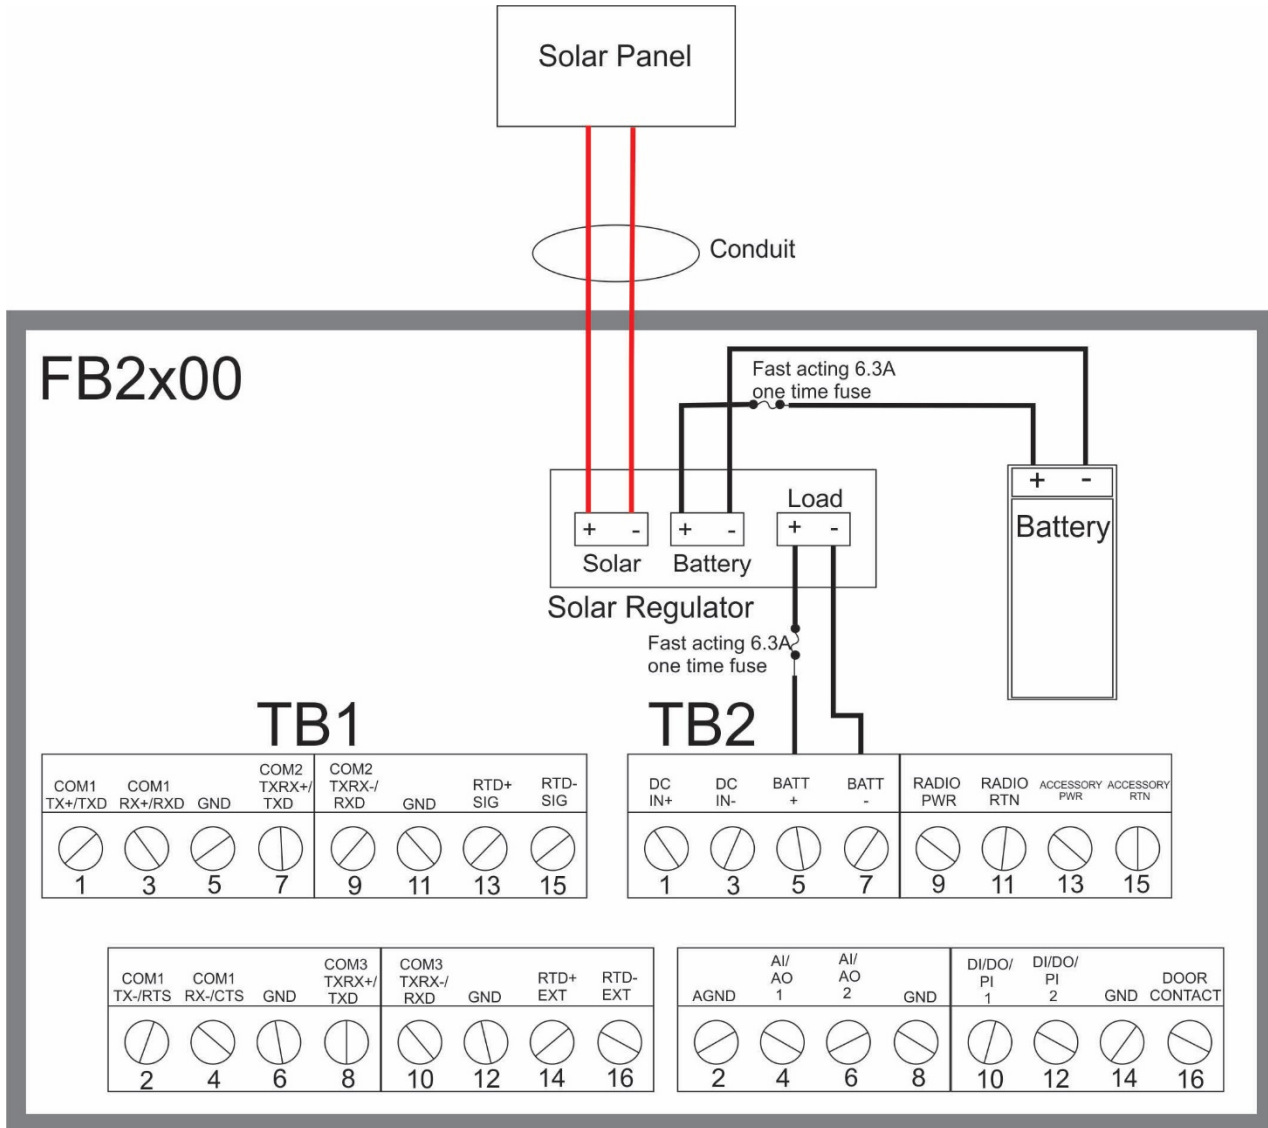 Solar Panel
Conduit
FB2x00
Fast acting 6.3A
one time fuse
+ -
Battery
Load
+ -
+ -
+ -
Solar
Battery
Solar Regulator
Fast acting 6.3A
one time fuse
TB1
TB2
COM1
TX+/TXD
COM1
RX+/RXD
GND
COM2
TXRX+/
TXD
COM2
TXRX-/
RXD
GND
RTD+
SIG
RTD-
SIG
1 3 5 7 9 11 13 15
DC
IN+
DC
IN-
BATT
+
BATT
-
RADIO
PWR
RADIO
RTN
ACCESSORY
PWR
ACCESSORY
RTN
1 3 5 7 9 11 13 15
COM1
TX-/RTS
COM1
RX-/CTS
GND
COM3
TXRX+/
TXD
COM3
TXRX-/
RXD
GND
RTD+
EXT
RTD-
EXT
2 4 6 8 10 12 14 16
AGND
AI/
AO
1
AI/
AO
2
GND
DI/DO/
PI
1
DI/DO/
PI
2
GND
DOOR
CONTACT
2 4 6 8 10 12 14 16